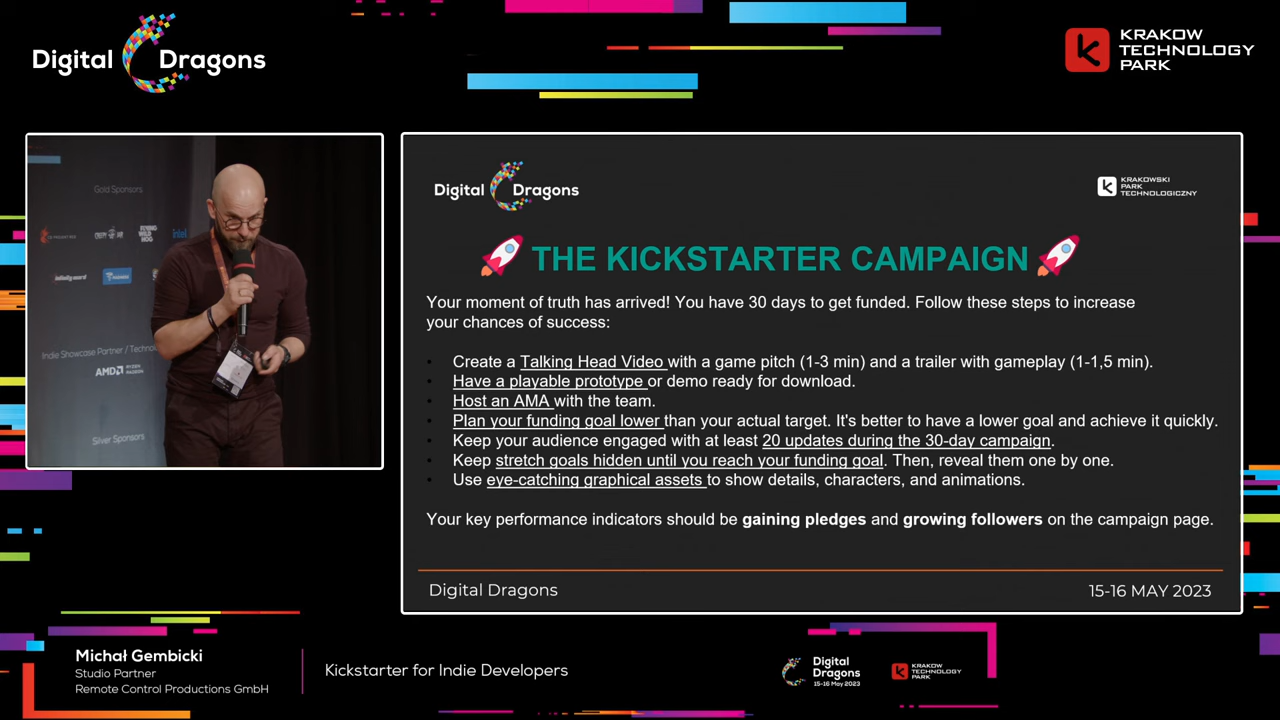 Digital Dragons
KRAKOW
TECHNOLOGY
PARK
Gold Sponsors
intel
infinity ward
Indie Showcase Partner / Technol
AMD RYZEN
Silver Sponsors
Digital Dragons
KRAKOWSKI
PARK
TECHNOLOGICZNY
THE KICKSTARTER CAMPAIGN
Your moment of truth has arrived! You have 30 days to get funded. Follow these steps to increase
your chances of success:
• Create a Talking Head Video with a game pitch (1-3 min) and a trailer with gameplay (1-1,5 min).
• Have a playable prototype or demo ready for download.
• Host an AMA with the team.
• Plan your funding goal lower than your actual target. It's better to have a lower goal and achieve it quickly.
• Keep your audience engaged with at least 20 updates during the 30-day campaign.
• Keep stretch goals hidden until you reach your funding goal. Then, reveal them one by one.
• Use eye-catching graphical assets to show details, characters, and animations.
Your key performance indicators should be gaining pledges and growing followers on the campaign page.
Digital Dragons
15-16 MAY 2023
Michał Gembicki
Studio Partner
Remote Control Productions GmbH
Kickstarter for Indie Developers
Digital
Dragons
15-16 May 2023
KRAKOW
TECHNOLOGY
PARK